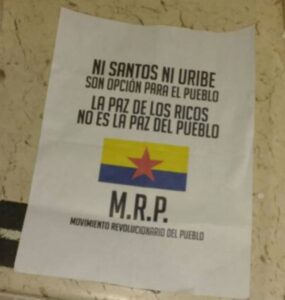 NI SANTOS NI URIBE
SON OPCIÓN PARA EL PUEBLO
LA PAZ DE LOS RICOS
NO ES LA PAZ DEL PUEBLO
M.R.P.
MOVIMIENTO REVOLUCIONARIO DEL PUEBLO